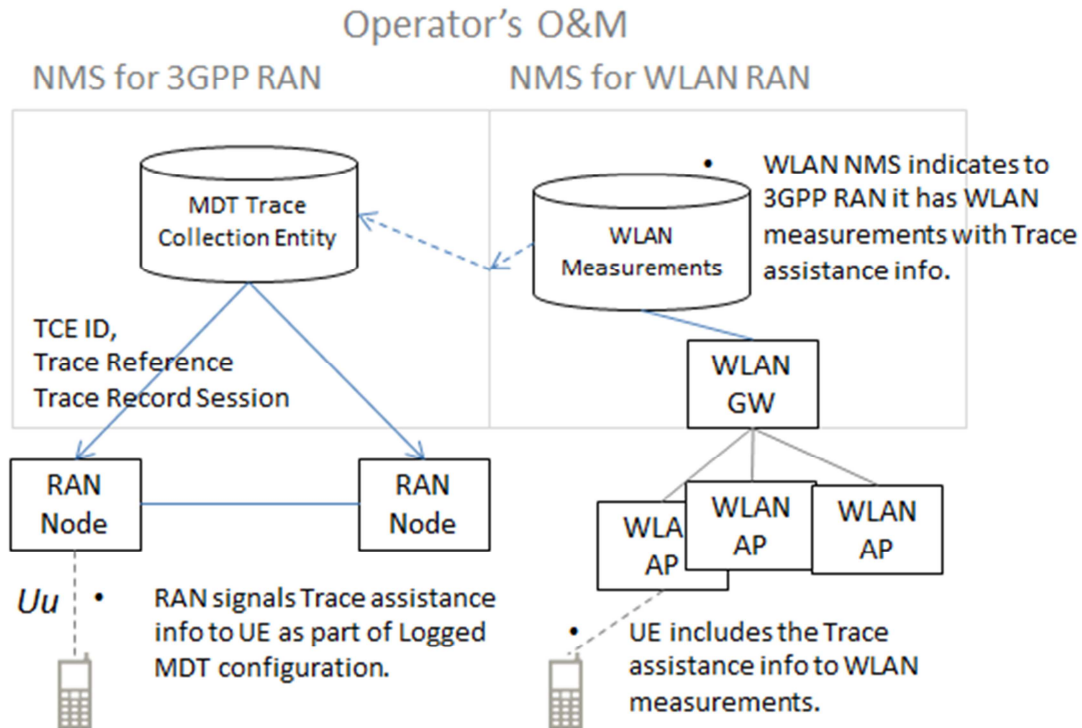 Operator's O&M
NMS for 3GPP RAN
NMS for WLAN RAN
MDT Trace
Collection Entity
WLAN
Measurements
• WLAN NMS indicates to
3GPP RAN it has WLAN
measurements with Trace
assistance info.
TCE ID,
Trace Reference
Trace Record Session
WLAN
GW
RAN
Node
RAN
Node
WLA
AP
WLAN
AP
WLAN
AP
Uu
• RAN signals Trace assistance
info to UE as part of Logged
MDT configuration.
• UE includes the Trace
assistance info to WLAN
measurements.